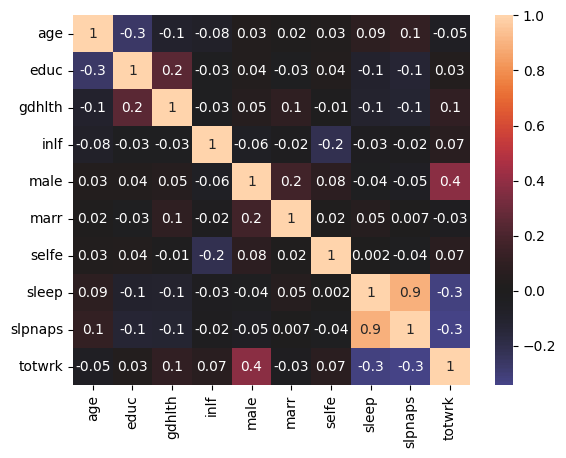 age 1 -0.3 -0.1 -0.08 0.03 0.02 0.03 0.09 0.1 -0.05
educ -0.3 1 0.2 -0.03 0.04 -0.03 0.04 -0.1 -0.1 0.03
gdhlth -0.1 0.2 1 -0.03 0.05 0.1 -0.01 -0.1 -0.1 0.1
inlf -0.08 -0.03 -0.03 1 -0.06 -0.02 -0.2 -0.03 -0.02 0.07
male 0.03 0.04 0.05 -0.06 1 0.2 0.08 -0.04 -0.05 0.4
marr 0.02 -0.03 0.1 -0.02 0.2 1 0.02 0.05 0.007 -0.03
selfe 0.03 0.04 -0.01 -0.2 0.08 0.02 1 0.002 -0.04 0.07
sleep 0.09 -0.1 -0.1 -0.03 -0.04 0.05 0.002 1 0.9 -0.3
slpnaps 0.1 -0.1 -0.1 -0.02 -0.05 0.007 -0.04 0.9 1 -0.3
totwrk -0.05 0.03 0.1 0.07 0.4 -0.03 0.07 -0.3 -0.3 1
age educ gdhlth inlf male marr selfe sleep slpnaps totwrk
1.0
0.8
0.6
0.4
0.2
0.0
−0.2